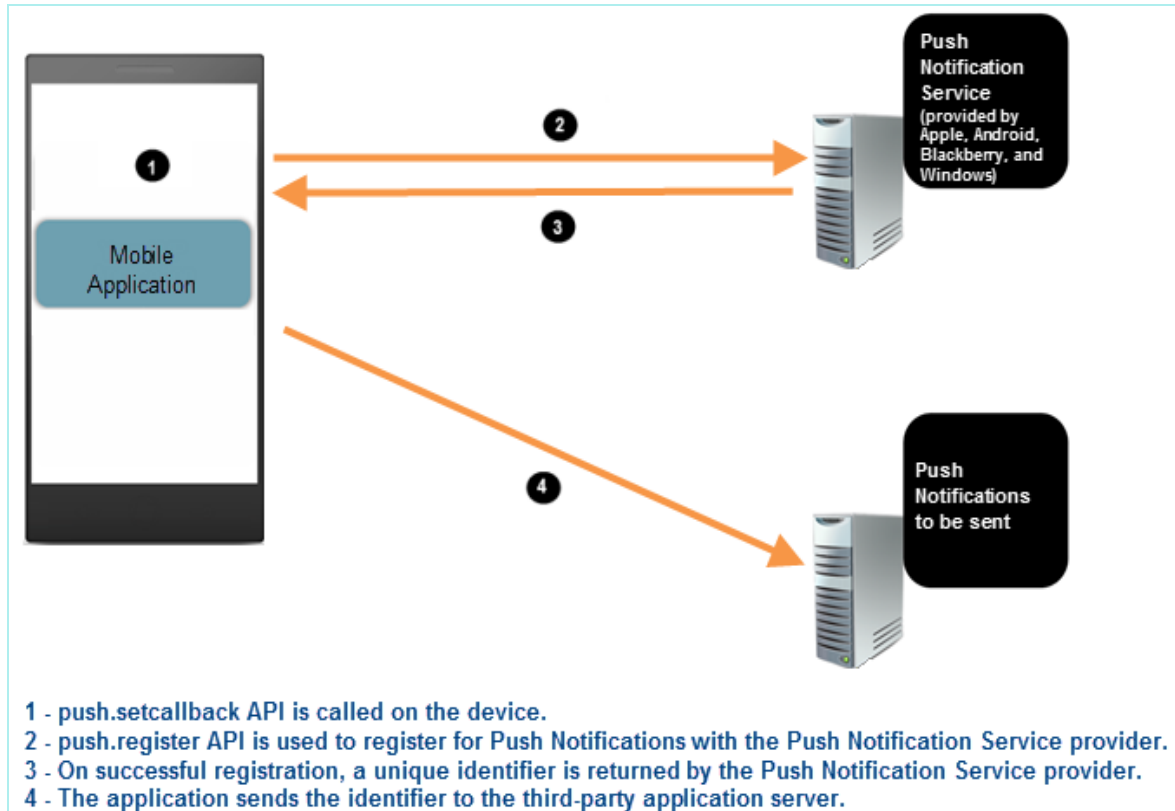 Push
Notification
Service
(provided by
Apple, Android,
Blackberry, and
Windows)
2
1
3
Mobile
Application
4
Push
Notifications
to be sent
1 - push.setcallback API is called on the device.
2 - push.register API is used to register for Push Notifications with the Push Notification Service provider.
3 - On successful registration, a unique identifier is returned by the Push Notification Service provider.
4 - The application sends the identifier to the third-party application server.